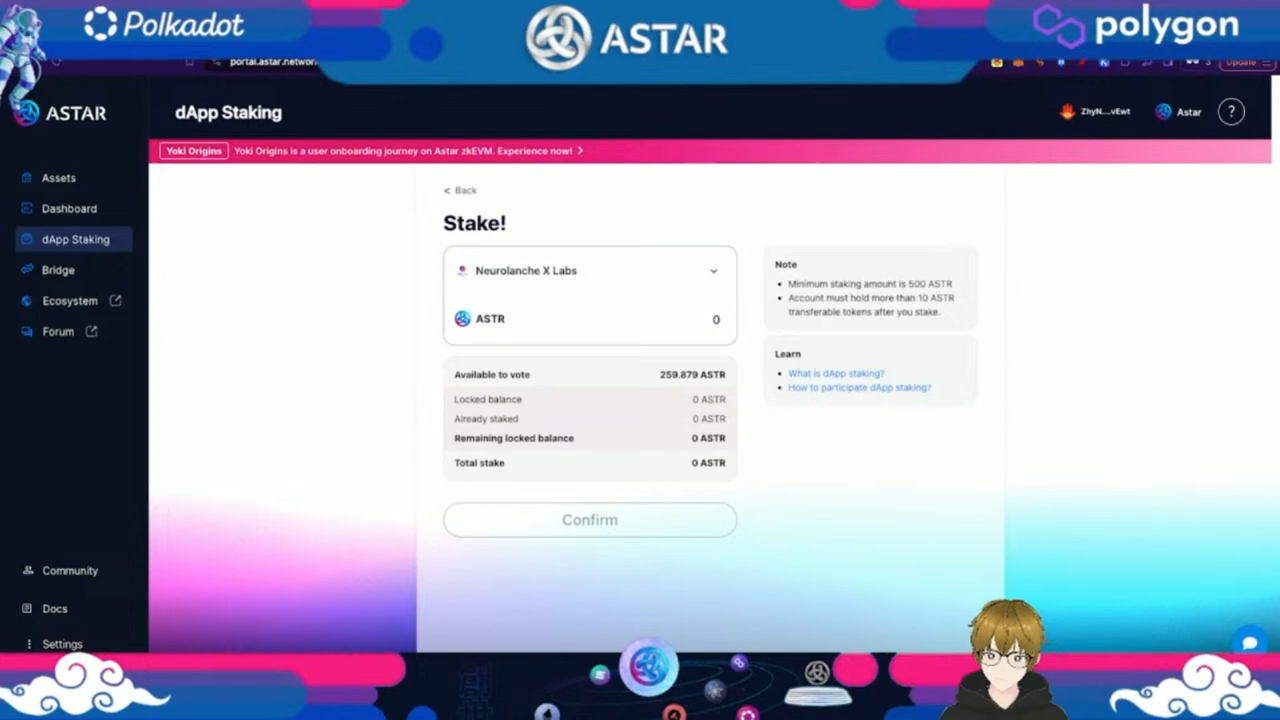 Polkadot
ASTAR
polygon
portal.astar.networ
Update
ASTAR
dApp Staking
ZhyN....vEwt
Astar
?
Yoki Origins
Yoki Origins is a user onboarding journey on Astar zkEVM. Experience now! >
Assets
Dashboard
dApp Staking
Bridge
Ecosystem
Forum
Community
Docs
Settings
< Back
Stake!
Neurolanche X Labs
ASTR 0
Available to vote 259.879 ASTR
Locked balance 0 ASTR
Already staked 0 ASTR
Remaining locked balance 0 ASTR
Total stake 0 ASTR
Confirm
Note
• Minimum staking amount is 500 ASTR
• Account must hold more than 10 ASTR
transferable tokens after you stake.
Learn
• What is dApp staking?
• How to participate dApp staking?